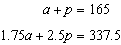 a + p = 165
1.75a + 2.5p = 337.5